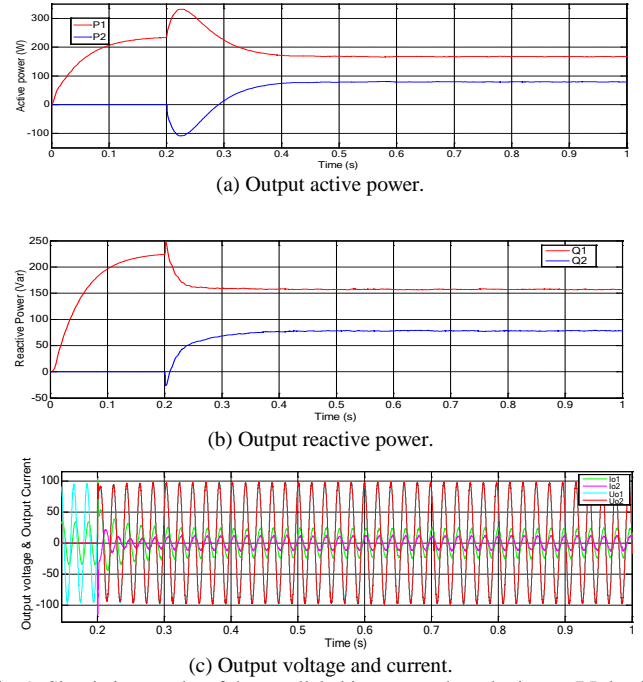 P1
P2
Active power (W)
300
200
100
0
-100
0 0.1 0.2 0.3 0.4 0.5 0.6 0.7 0.8 0.9 1
Time (s)
(a) Output active power.
Q1
Q2
Reactive Power (Var)
250
200
150
100
50
0
-50
0 0.1 0.2 0.3 0.4 0.5 0.6 0.7 0.8 0.9 1
Time (s)
(b) Output reactive power.
Io1
Io2
Uo1
Uo2
Output voltage & Output Current
100
50
0
-50
-100
0.2 0.3 0.4 0.5 0.6 0.7 0.8 0.9 1
Time (s)
(c) Output voltage and current.